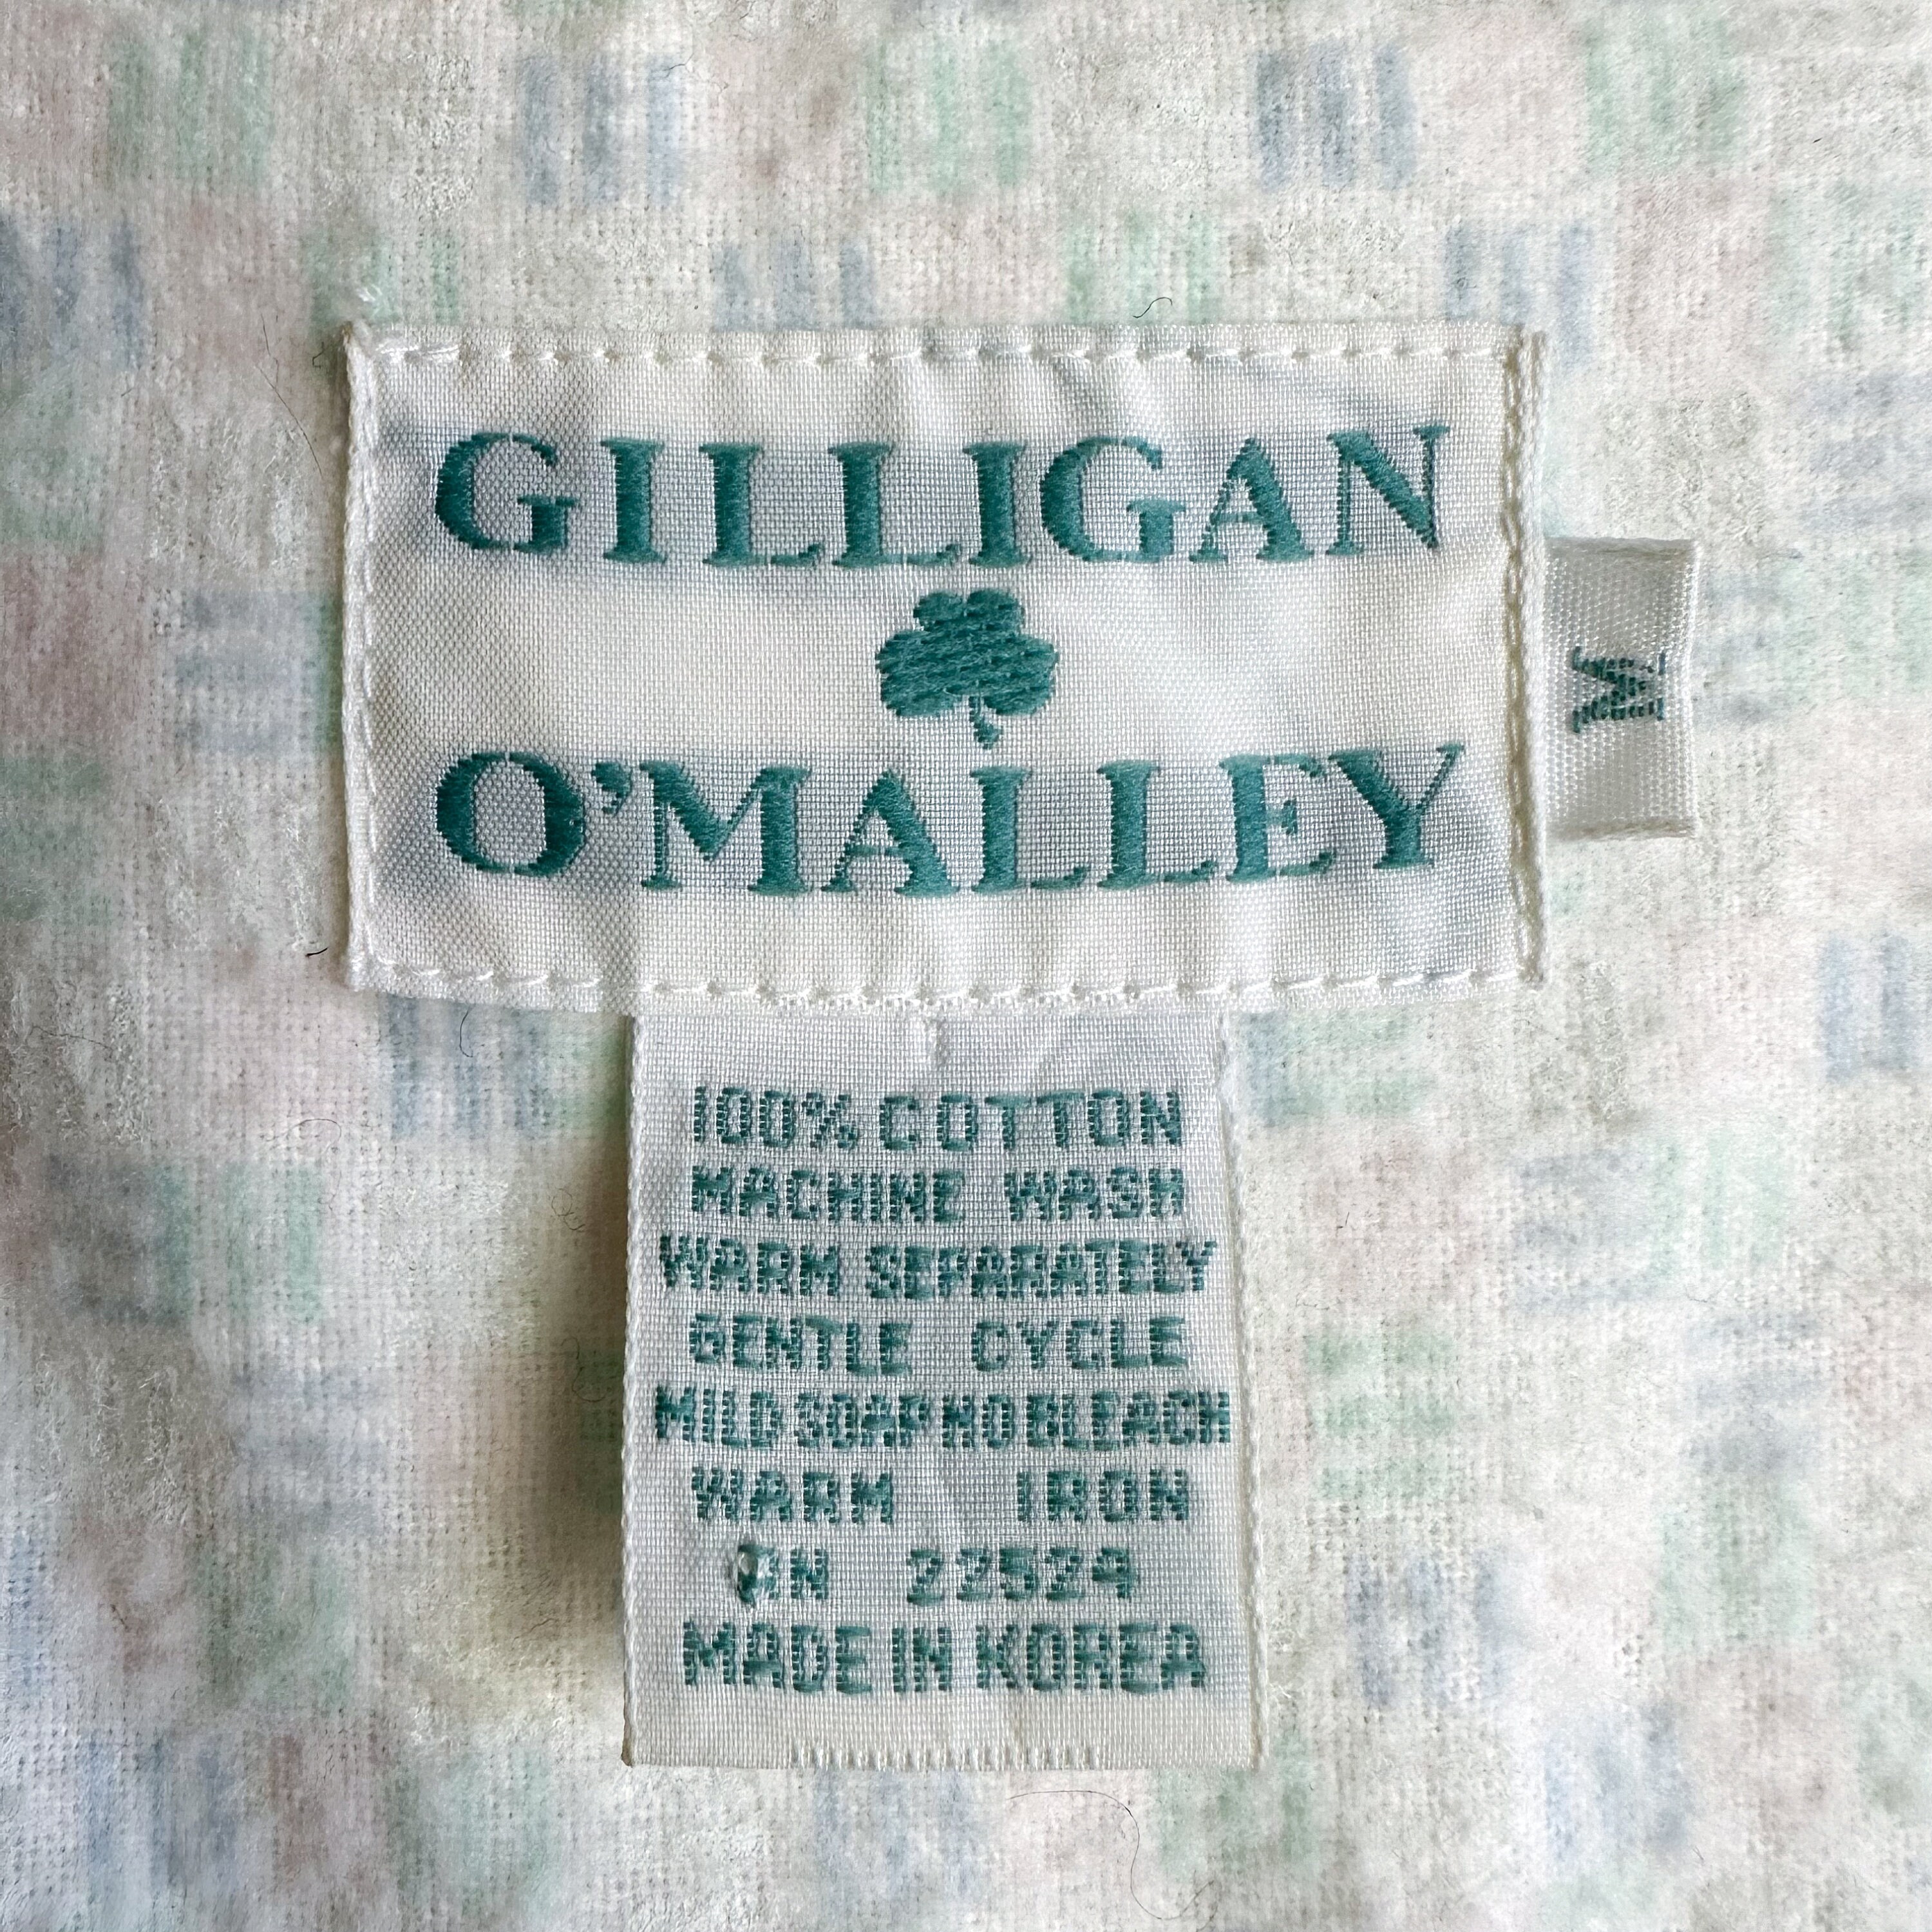 GILLIGAN
O'MALLEY
M
100% COTTON
MACHINE WASH
WARM SEPARATELY
GENTLE CYCLE
MILD SOAP NO BLEACH
WARM IRON
RN 22524
MADE IN KOREA